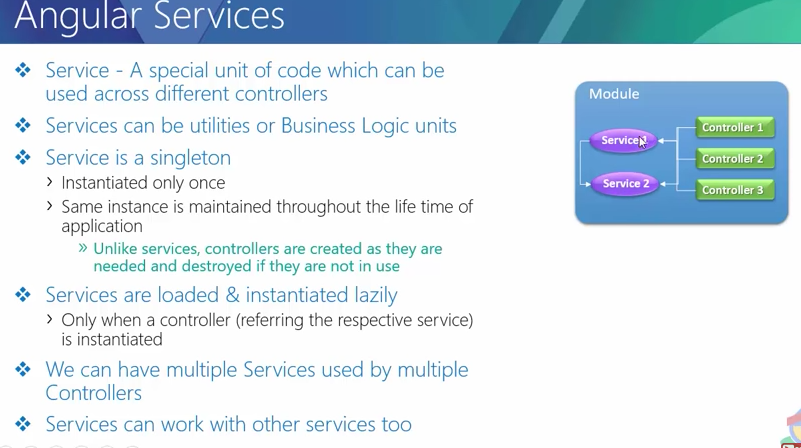 Angular Services
Service - A special unit of code which can be
used across different controllers
Services can be utilities or Business Logic units
Service is a singleton
Instantiated only once
Same instance is maintained throughout the life time of
application
Unlike services, controllers are created as they are
needed and destroyed if they are not in use
Services are loaded & instantiated lazily
Only when a controller (referring the respective service)
is instantiated
We can have multiple Services used by multiple
Controllers
Services can work with other services too
Module
Service 1
Service 2
Controller 1
Controller 2
Controller 3